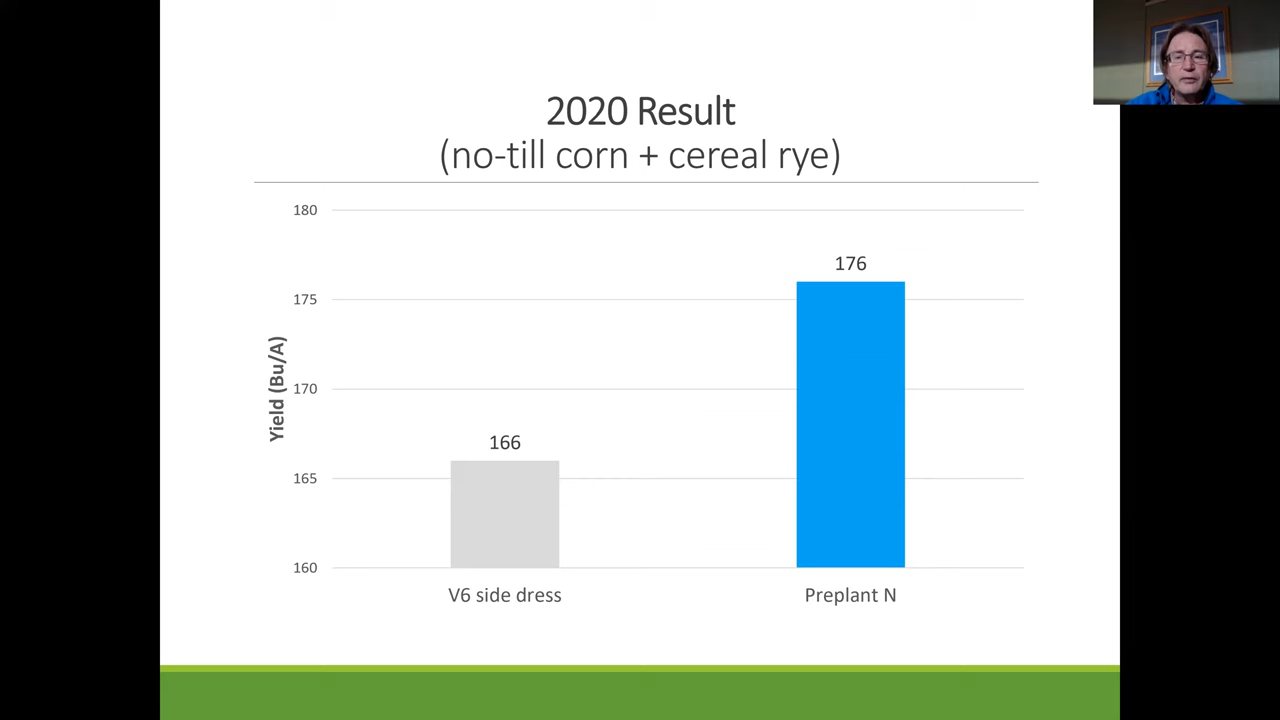 2020 Result
(no-till corn + cereal rye)
180
175
170
165
160
Yield (Bu/A)
166
176
V6 side dress
Preplant N